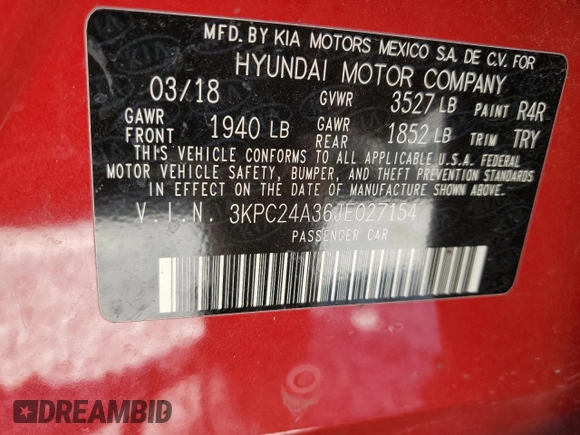 MFD. BY KIA MOTORS MEXICO S.A. DE C.V. FOR
HYUNDAI MOTOR COMPANY
03/18 GVWR 3527 LB PAINT R4R
GAWR FRONT 1940 LB GAWR REAR 1852 LB TRIM TRY
THIS VEHICLE CONFORMS TO ALL APPLICABLE U.S.A. FEDERAL
MOTOR VEHICLE SAFETY, BUMPER, AND THEFT PREVENTION STANDARDS
IN EFFECT ON THE DATE OF MANUFACTURE SHOWN ABOVE.
V.I.N. 3KPC24A36JE027154
PASSENGER CAR
DREAMBID